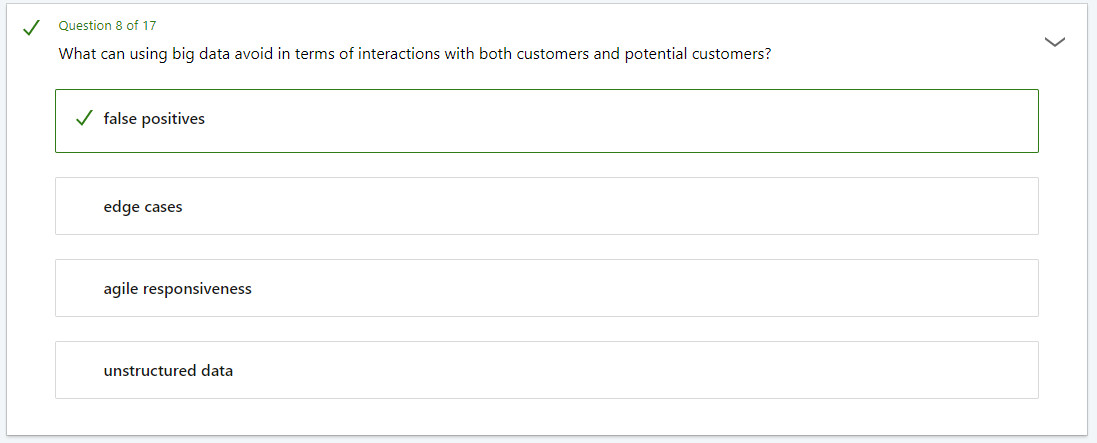 Question 8 of 17
What can using big data avoid in terms of interactions with both customers and potential customers?
false positives
edge cases
agile responsiveness
unstructured data